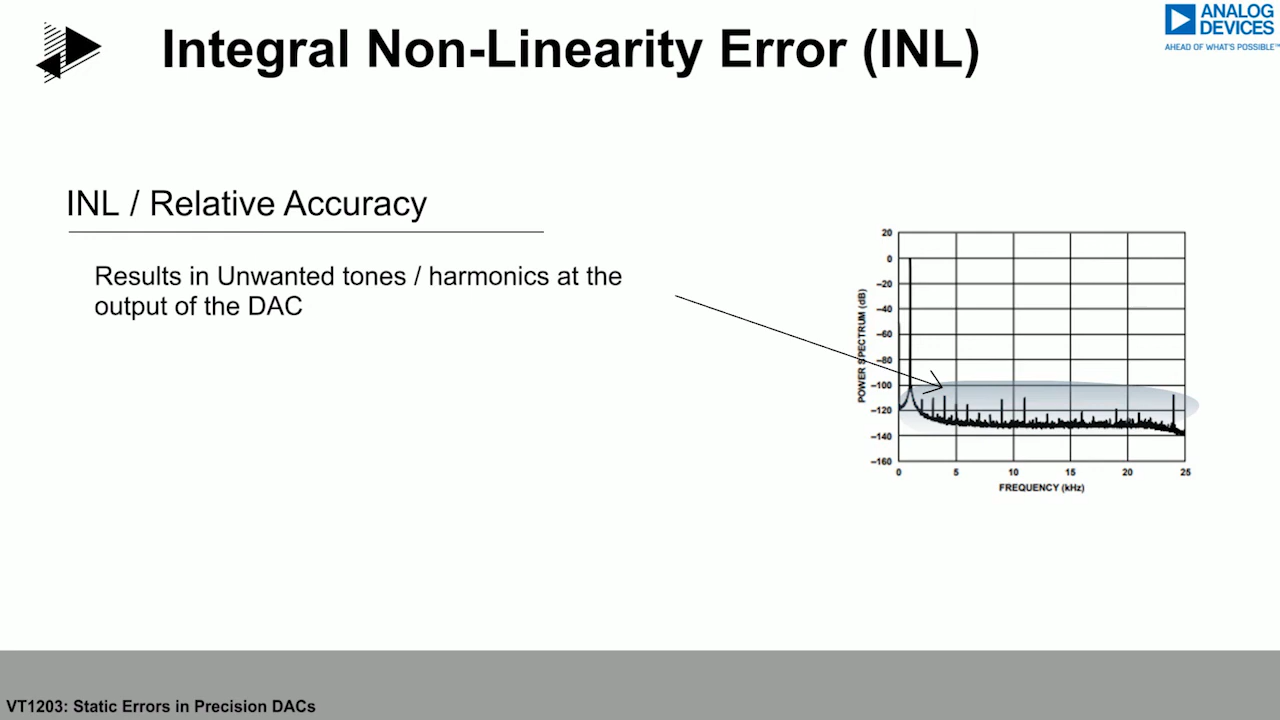 Integral Non-Linearity Error (INL)
ANALOG
DEVICES
AHEAD OF WHAT'S POSSIBLE™
INL / Relative Accuracy
Results in Unwanted tones / harmonics at the
output of the DAC
POWER SPECTRUM (dB)
20
0
–20
–40
–60
–80
–100
–120
–140
–160
0 5 10 15 20 25
FREQUENCY (kHz)
VT1203: Static Errors in Precision DACs